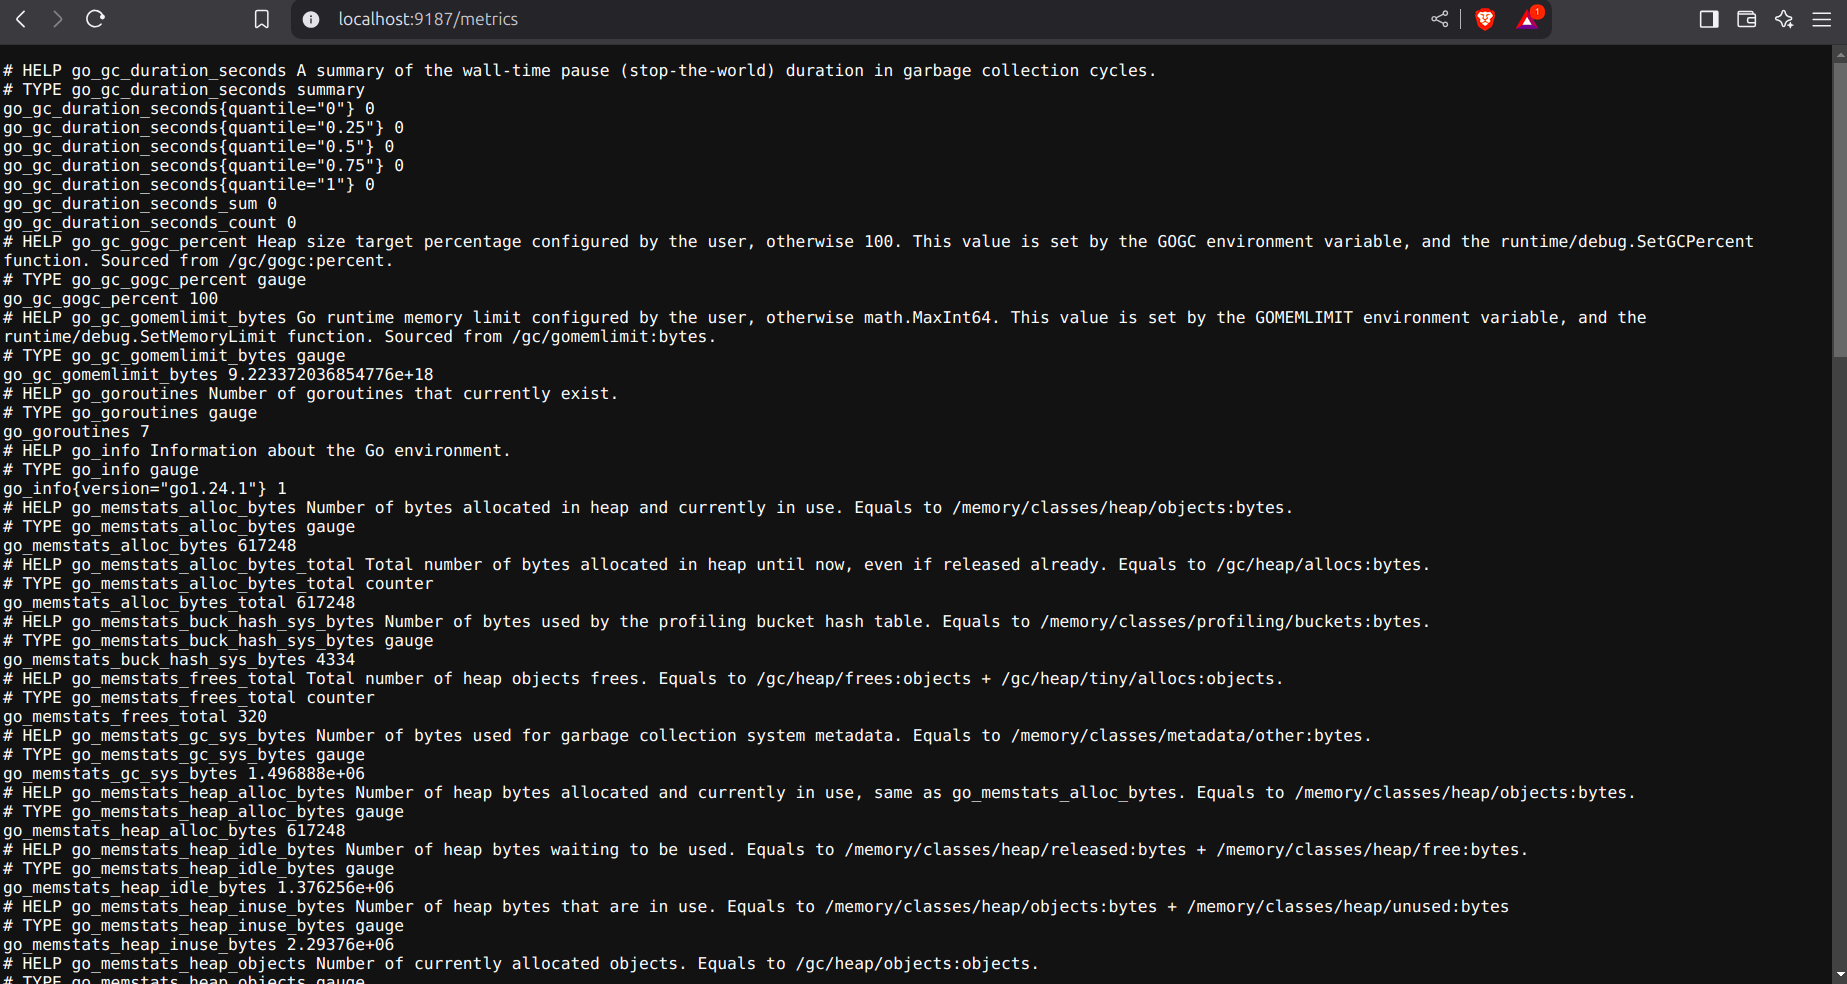 localhost:9187/metrics
1
# HELP go_gc_duration_seconds A summary of the wall-time pause (stop-the-world) duration in garbage collection cycles.
# TYPE go_gc_duration_seconds summary
go_gc_duration_seconds{quantile="0"} 0
go_gc_duration_seconds{quantile="0.25"} 0
go_gc_duration_seconds{quantile="0.5"} 0
go_gc_duration_seconds{quantile="0.75"} 0
go_gc_duration_seconds{quantile="1"} 0
go_gc_duration_seconds_sum 0
go_gc_duration_seconds_count 0
# HELP go_gc_gogc_percent Heap size target percentage configured by the user, otherwise 100. This value is set by the GOGC environment variable, and the runtime/debug.SetGCPercent
function. Sourced from /gc/gogc:percent.
# TYPE go_gc_gogc_percent gauge
go_gc_gogc_percent 100
# HELP go_gc_gomemlimit_bytes Go runtime memory limit configured by the user, otherwise math.MaxInt64. This value is set by the GOMEMLIMIT environment variable, and the
runtime/debug.SetMemoryLimit function. Sourced from /gc/gomemlimit:bytes.
# TYPE go_gc_gomemlimit_bytes gauge
go_gc_gomemlimit_bytes 9.223372036854776e+18
# HELP go_goroutines Number of goroutines that currently exist.
# TYPE go_goroutines gauge
go_goroutines 7
# HELP go_info Information about the Go environment.
# TYPE go_info gauge
go_info{version="go1.24.1"} 1
# HELP go_memstats_alloc_bytes Number of bytes allocated in heap and currently in use. Equals to /memory/classes/heap/objects:bytes.
# TYPE go_memstats_alloc_bytes gauge
go_memstats_alloc_bytes 617248
# HELP go_memstats_alloc_bytes_total Total number of bytes allocated in heap until now, even if released already. Equals to /gc/heap/allocs:bytes.
# TYPE go_memstats_alloc_bytes_total counter
go_memstats_alloc_bytes_total 617248
# HELP go_memstats_buck_hash_sys_bytes Number of bytes used by the profiling bucket hash table. Equals to /memory/classes/profiling/buckets:bytes.
# TYPE go_memstats_buck_hash_sys_bytes gauge
go_memstats_buck_hash_sys_bytes 4334
# HELP go_memstats_frees_total Total number of heap objects frees. Equals to /gc/heap/frees:objects + /gc/heap/tiny/allocs:objects.
# TYPE go_memstats_frees_total counter
go_memstats_frees_total 320
# HELP go_memstats_gc_sys_bytes Number of bytes used for garbage collection system metadata. Equals to /memory/classes/metadata/other:bytes.
# TYPE go_memstats_gc_sys_bytes gauge
go_memstats_gc_sys_bytes 1.496888e+06
# HELP go_memstats_heap_alloc_bytes Number of heap bytes allocated and currently in use, same as go_memstats_alloc_bytes. Equals to /memory/classes/heap/objects:bytes.
# TYPE go_memstats_heap_alloc_bytes gauge
go_memstats_heap_alloc_bytes 617248
# HELP go_memstats_heap_idle_bytes Number of heap bytes waiting to be used. Equals to /memory/classes/heap/released:bytes + /memory/classes/heap/free:bytes.
# TYPE go_memstats_heap_idle_bytes gauge
go_memstats_heap_idle_bytes 1.376256e+06
# HELP go_memstats_heap_inuse_bytes Number of heap bytes that are in use. Equals to /memory/classes/heap/objects:bytes + /memory/classes/heap/unused:bytes
# TYPE go_memstats_heap_inuse_bytes gauge
go_memstats_heap_inuse_bytes 2.29376e+06
# HELP go_memstats_heap_objects Number of currently allocated objects. Equals to /gc/heap/objects:objects.
# TYPE go_memstats_heap_objects gauge